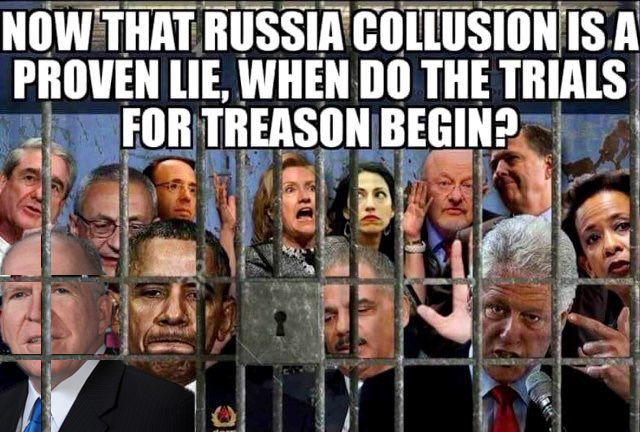 NOW THAT RUSSIA COLLUSION IS A
PROVEN LIE, WHEN DO THE TRIALS
FOR TREASON BEGIN?